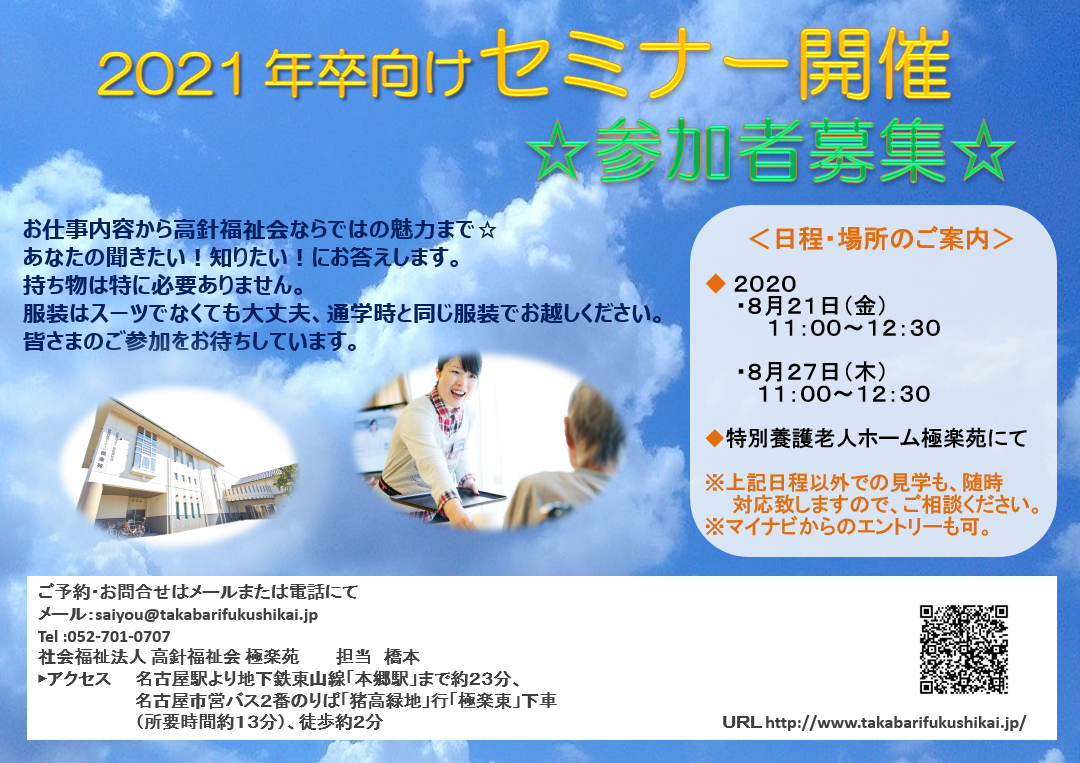 2021年卒向けセミナー開催
☆参加者募集☆
お仕事内容から高針福祉会ならではの魅力まで☆
あなたの聞きたい！知りたい！にお答えします。
持ち物は特に必要ありません。
服装はスーツでなくても大丈夫、通学時と同じ服装でお越しください。
皆さまのご参加をお待ちしています。
＜日程・場所のご案内＞
◆ ２０２０
・８月２１日（金）
１１：００～１２：３０
・８月２７日（木）
１１：００～１２：３０
◆特別養護老人ホーム極楽苑にて
※上記日程以外での見学も、随時
対応致しますので、ご相談ください。
※マイナビからのエントリーも可。
ご予約・お問合せはメールまたは電話にて
メール：saiyou@takabarifukushikai.jp
Tel :052-701-0707
社会福祉法人 高針福祉会 極楽苑　　担当　橋本
▶アクセス　名古屋駅より地下鉄東山線「本郷駅」まで約23分、
名古屋市営バス２番のりば「猪高緑地」行「極楽東」下車
（所要時間約１３分）、徒歩約２分
URL http://www.takabarifukushikai.jp/